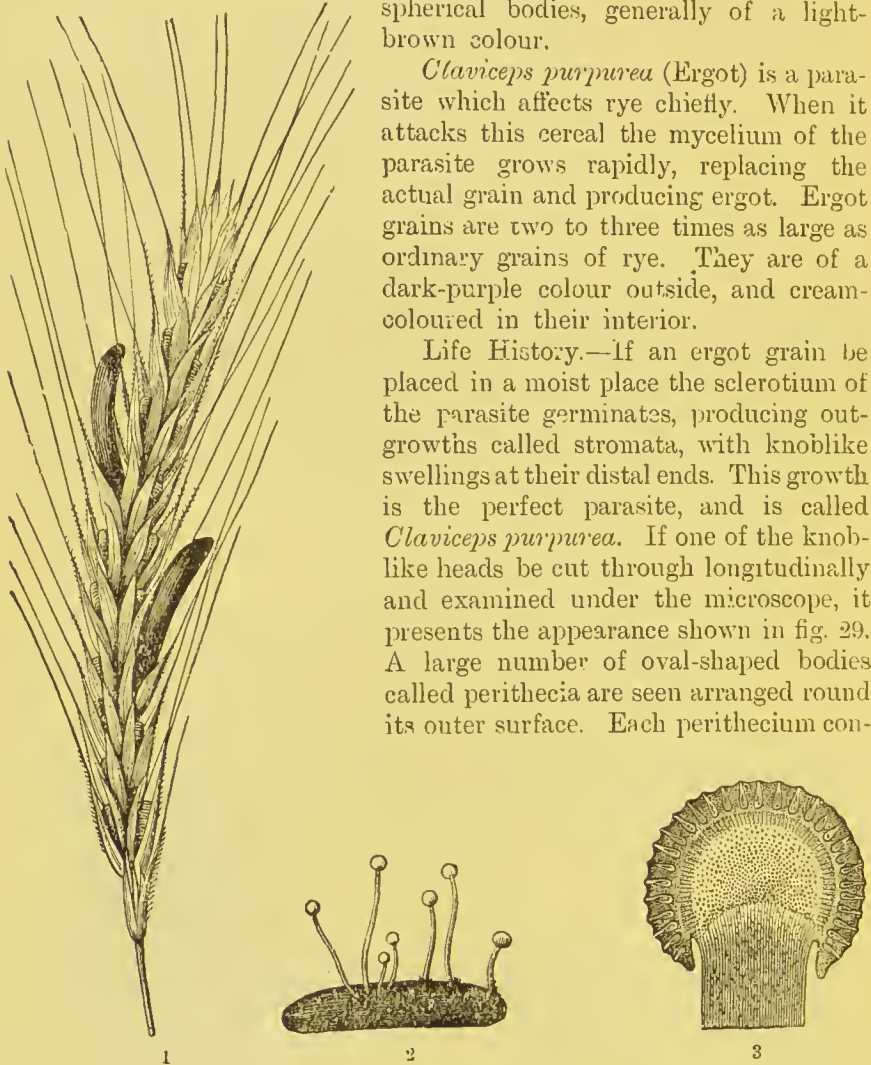 spherical bodies, generally of a light-
brown colour.
Claviceps purpurea (Ergot) is a para-
site which affects rye chiefly. When it
attacks this cereal the mycelium of the
parasite grows rapidly, replacing the
actual grain and producing ergot. Ergot
grains are two to three times as large as
ordinary grains of rye. They are of a
dark-purple colour outside, and cream-
coloured in their interior.
Life History.—If an ergot grain be
placed in a moist place the sclerotium of
the parasite germinates, producing out-
growths called stromata, with knoblike
swellings at their distal ends. This growth
is the perfect parasite, and is called
Claviceps purpurea. If one of the knob-
like heads be cut through longitudinally
and examined under the microscope, it
presents the appearance shown in fig. 29.
A large number of oval-shaped bodies
called perithecia are seen arranged round
its outer surface. Each perithecium con-
1 2 3